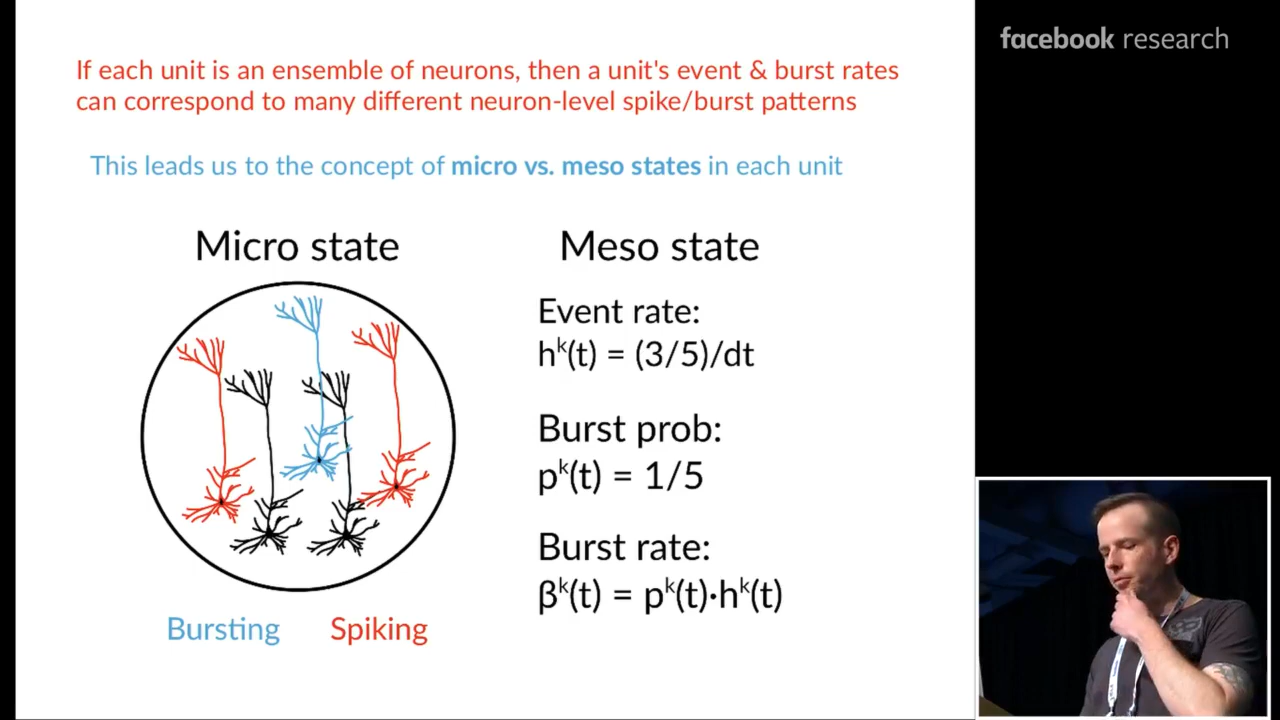 If each unit is an ensemble of neurons, then a unit's event & burst rates
can correspond to many different neuron-level spike/burst patterns
This leads us to the concept of micro vs. meso states in each unit
Micro state
Meso state
Event rate:
hᵏ(t) = (3/5)/dt
Burst prob:
pᵏ(t) = 1/5
Burst rate:
βᵏ(t) = pᵏ(t)·hᵏ(t)
Bursting
Spiking
facebook research